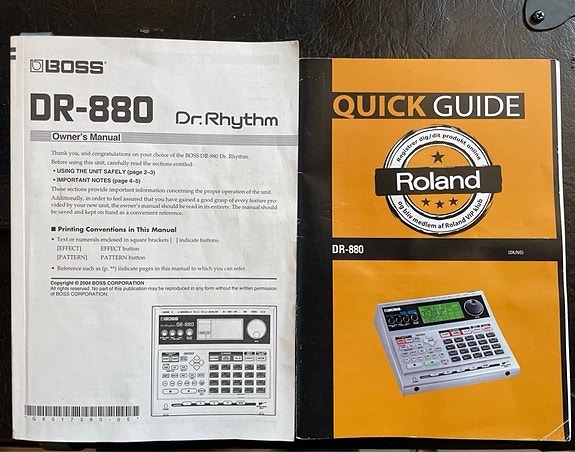 BOSS
DR-880 Dr. Rhythm
Owner's Manual
Thank you, and congratulations on your choice of the BOSS DR-880 Dr. Rhythm.
Before using this unit, carefully read the sections entitled:
• USING THE UNIT SAFELY (page 2–3)
• IMPORTANT NOTES (page 4–5)
These sections provide important information concerning the proper operation of the unit.
Additionally, in order to feel assured that you have gained a good grasp of every feature pro-
vided by your new unit, the owner's manual should be read in its entirety. The manual should
be saved and kept on hand as a convenient reference.
■ Printing Conventions in This Manual
• Text or numerals enclosed in square brackets [ ] indicate buttons.
[EFFECT] EFFECT button
[PATTERN] PATTERN button
• Reference such as (p. **) indicate pages in this manual to which you can refer.
Copyright © 2004 BOSS CORPORATION
All rights reserved. No part of this publication may be reproduced in any form without the written permission
of BOSS CORPORATION.
DR-880
*06017380-05*
QUICK GUIDE
Registrer dig/dit produkt online
Roland
og bliv medlem af Roland VIP klub
DR-880
(DK/NO)
BOSS